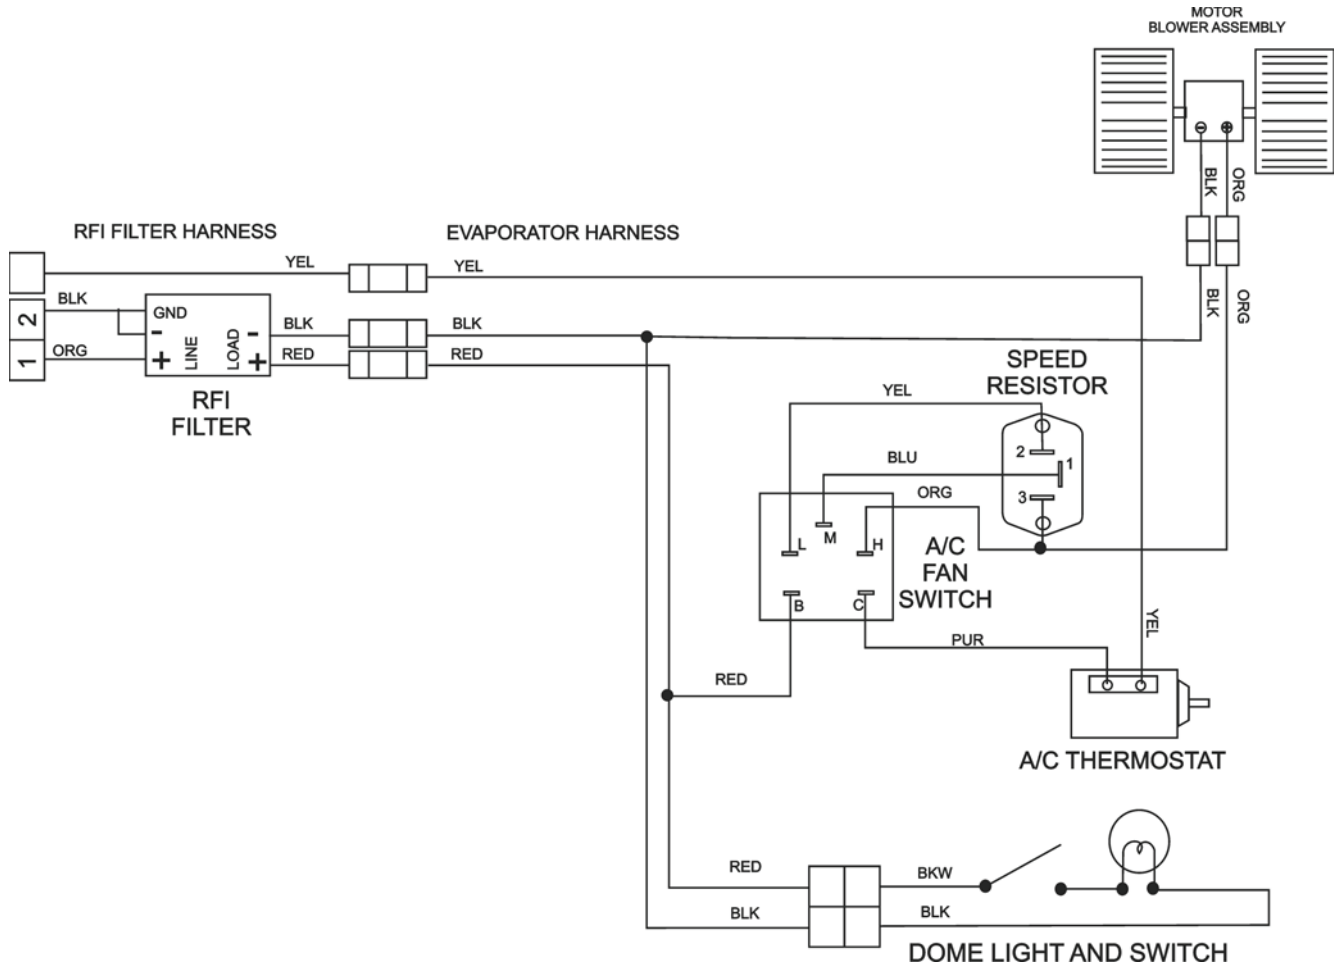 MOTOR
BLOWER ASSEMBLY
BLK
ORG
RFI FILTER HARNESS
EVAPORATOR HARNESS
YEL
YEL
BLK
ORG
2
1
BLK
ORG
GND
-
+
LINE
LOAD
-
+
BLK
RED
BLK
RED
RFI
FILTER
SPEED
RESISTOR
YEL
2
1
3
BLU
ORG
L
M
H
B
C
A/C
FAN
SWITCH
PUR
YEL
RED
A/C THERMOSTAT
RED
BLK
BKW
BLK
DOME LIGHT AND SWITCH